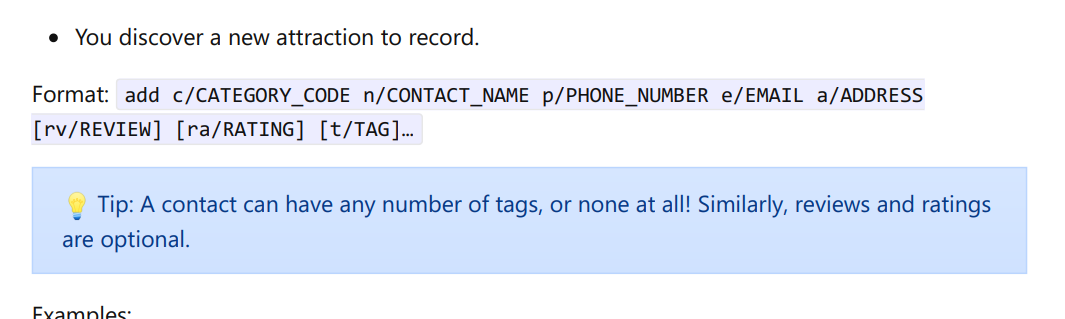 • You discover a new attraction to record.
Format: add c/CATEGORY_CODE n/CONTACT_NAME p/PHONE_NUMBER e/EMAIL a/ADDRESS
[rv/REVIEW] [ra/RATING] [t/TAG]…
💡 Tip: A contact can have any number of tags, or none at all! Similarly, reviews and ratings
are optional.
Examples: